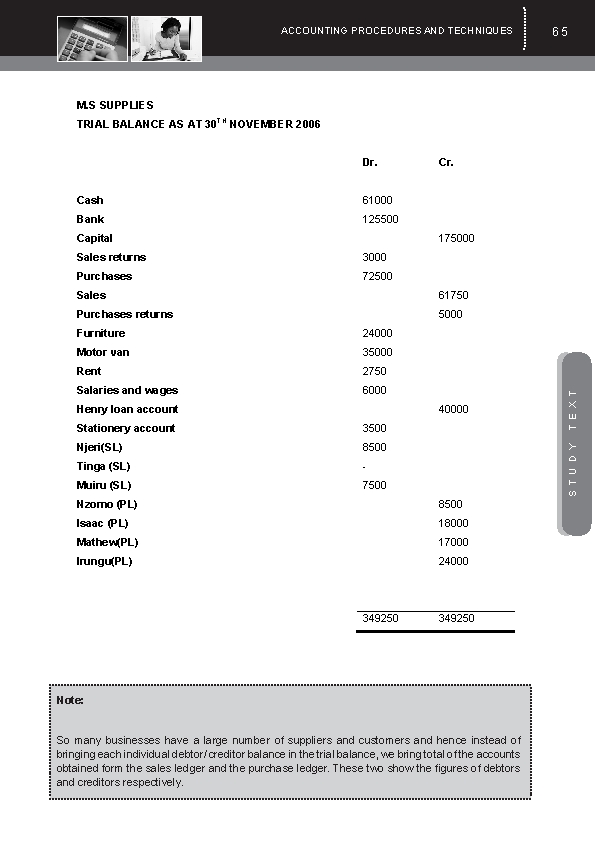 ACCOUNTING PROCEDURES AND TECHNIQUES 65
M.S SUPPLIES
TRIAL BALANCE AS AT 30TH NOVEMBER 2006
Dr. Cr.
Cash 61000
Bank 125500
Capital 175000
Sales returns 3000
Purchases 72500
Sales 61750
Purchases returns 5000
Furniture 24000
Motor van 35000
Rent 2750
Salaries and wages 6000
Henry loan account 40000
Stationery account 3500
Njeri(SL) 8500
Tinga (SL) -
Muiru (SL) 7500
Nzomo (PL) 8500
Isaac (PL) 18000
Mathew(PL) 17000
Irungu(PL) 24000
349250 349250
STUDY TEXT
Note:
So many businesses have a large number of suppliers and customers and hence instead of
bringing each individual debtor/creditor balance in the trial balance, we bring total of the accounts
obtained form the sales ledger and the purchase ledger. These two show the figures of debtors
and creditors respectively.